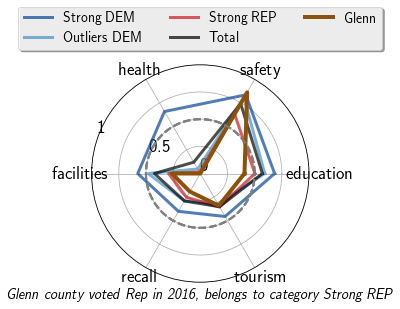 Strong DEM Strong REP Glenn
Outliers DEM Total
health safety
1
0.5
0
facilities education
recall tourism
Glenn county voted Rep in 2016, belongs to category Strong REP